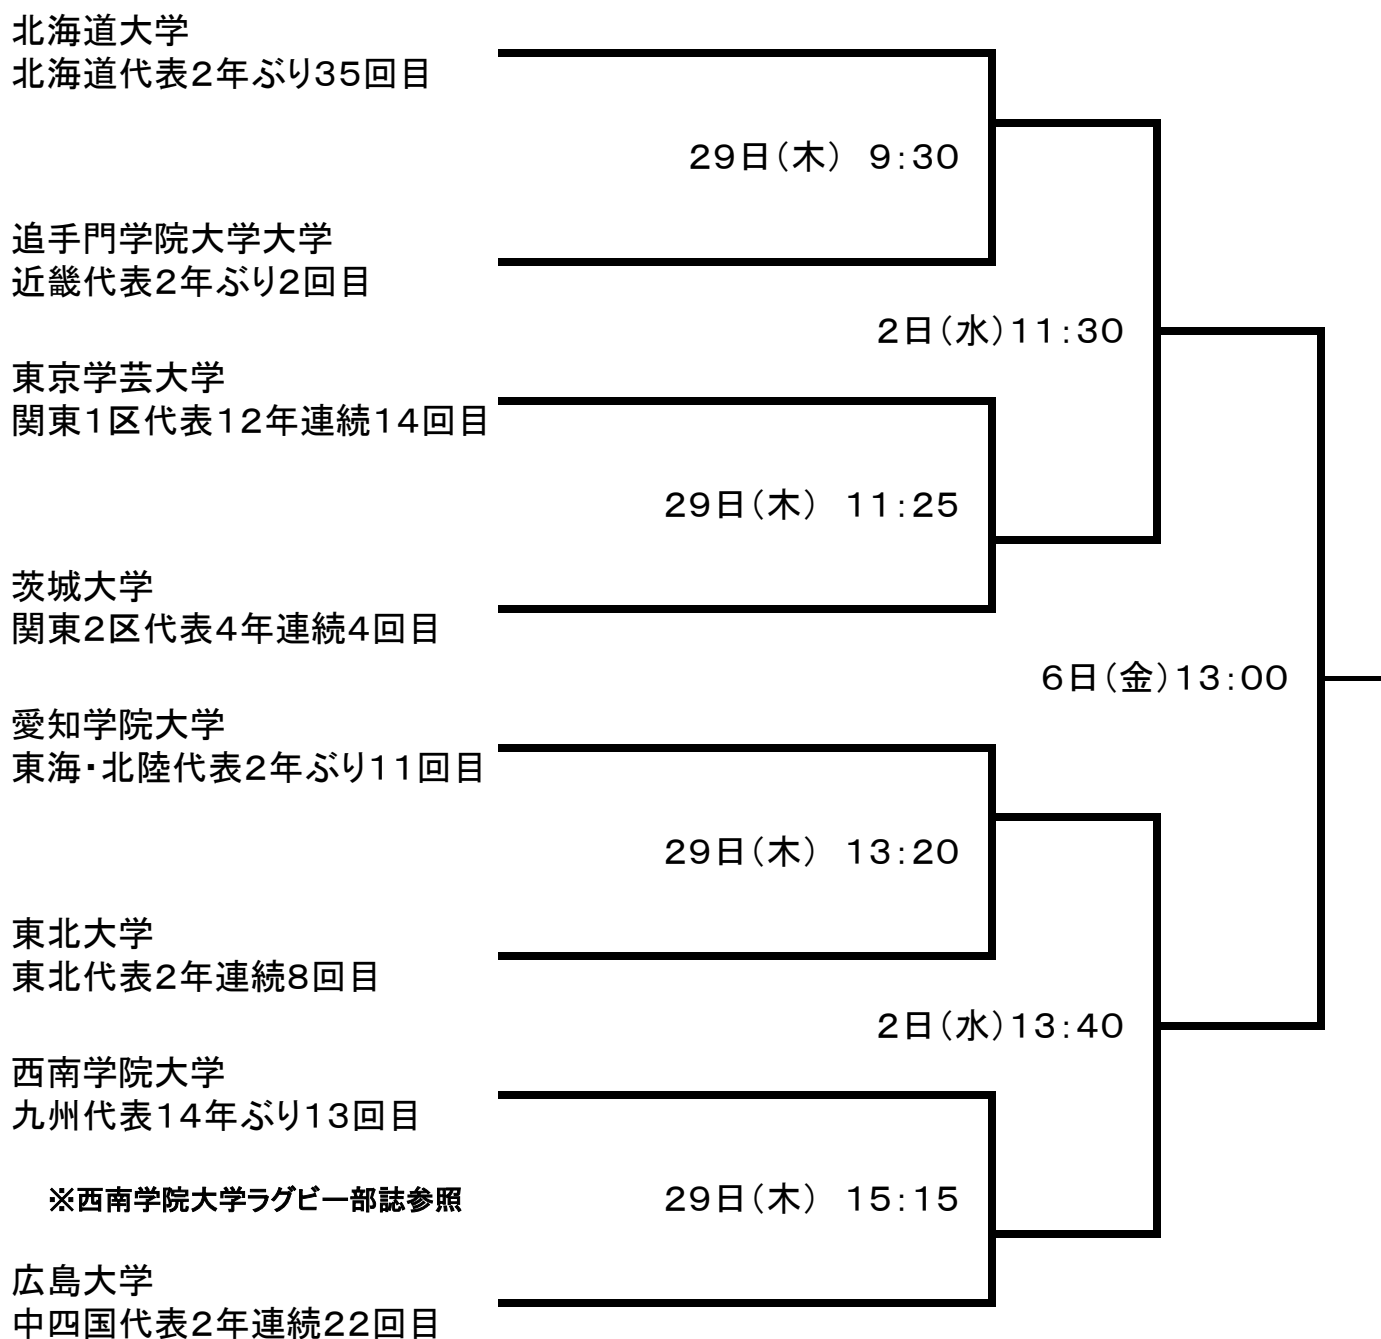 北海道大学
北海道代表２年ぶり３５回目
２９日（木）　９：３０
追手門学院大学大学
近畿代表２年ぶり２回目
２日（水）１１：３０
東京学芸大学
関東１区代表１２年連続１４回目
２９日（木）　１１：２５
茨城大学
関東２区代表４年連続４回目
６日（金）１３：００
愛知学院大学
東海・北陸代表２年ぶり１１回目
２９日（木）　１３：２０
東北大学
東北代表２年連続８回目
２日（水）１３：４０
西南学院大学
九州代表１４年ぶり１３回目
※西南学院大学ラグビー部誌参照
２９日（木）　１５：１５
広島大学
中四国代表２年連続２２回目